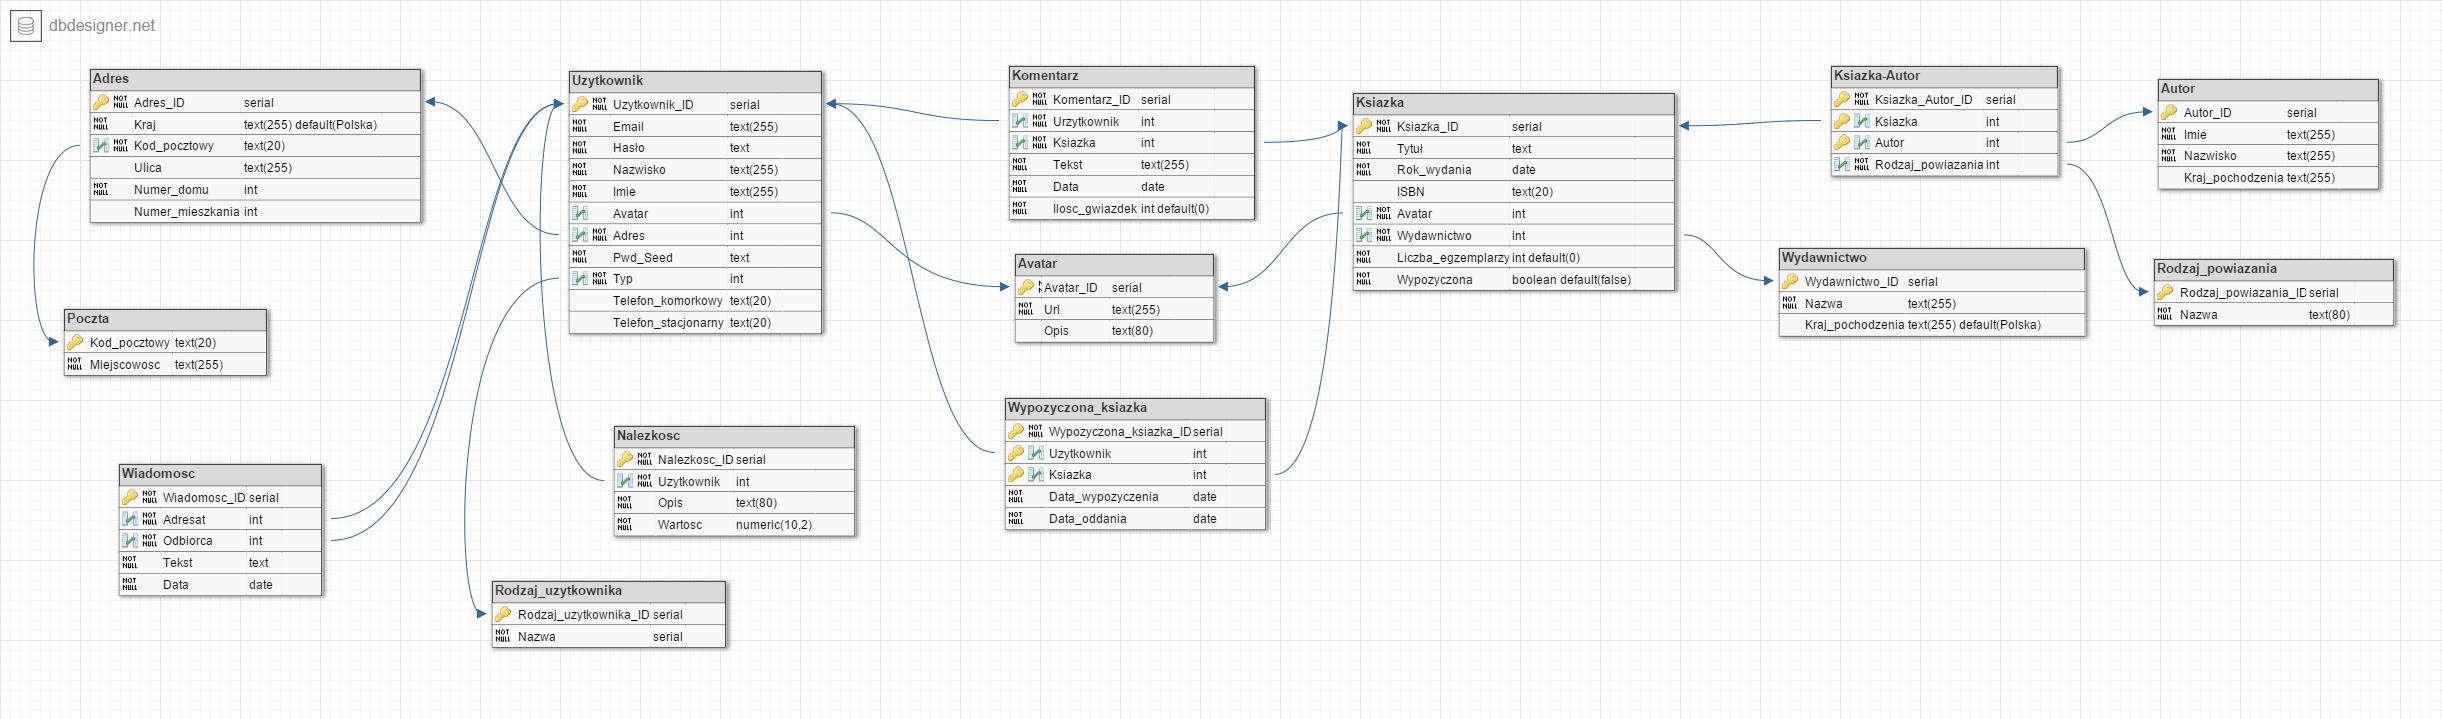 dbdesigner.net
Adres
NOT NULL Adres_ID serial
NOT NULL Kraj text(255) default(Polska)
NOT NULL Kod_pocztowy text(20)
Ulica text(255)
NOT NULL Numer_domu int
Numer_mieszkania int
Poczta
Kod_pocztowy text(20)
NOT NULL Miejscowosc text(255)
Wiadomosc
NOT NULL Wiadomosc_ID serial
NOT NULL Adresat int
NOT NULL Odbiorca int
NOT NULL Tekst text
NOT NULL Data date
Uzytkownik
NOT NULL Uzytkownik_ID serial
NOT NULL Email text(255)
NOT NULL Hasło text
NOT NULL Nazwisko text(255)
NOT NULL Imie text(255)
Avatar int
NOT NULL Adres int
NOT NULL Pwd_Seed text
NOT NULL Typ int
Telefon_komorkowy text(20)
Telefon_stacjonarny text(20)
Nalezkosc
NOT NULL Nalezkosc_ID serial
NOT NULL Uzytkownik int
NOT NULL Opis text(80)
NOT NULL Wartosc numeric(10,2)
Rodzaj_uzytkownika
Rodzaj_uzytkownika_ID serial
NOT NULL Nazwa serial
Komentarz
NOT NULL Komentarz_ID serial
NOT NULL Urzytkownik int
NOT NULL Ksiazka int
NOT NULL Tekst text(255)
NOT NULL Data date
NOT NULL Ilosc_gwiazdek int default(0)
Avatar
Avatar_ID serial
NOT NULL Url text(255)
Opis text(80)
Wypozyczona_ksiazka
NOT NULL Wypozyczona_ksiazka_ID serial
Uzytkownik int
Ksiazka int
NOT NULL Data_wypozyczenia date
NOT NULL Data_oddania date
Ksiazka
NOT NULL Ksiazka_ID serial
NOT NULL Tytuł text
NOT NULL Rok_wydania date
ISBN text(20)
NOT NULL Avatar int
NOT NULL Wydawnictwo int
NOT NULL Liczba_egzemplarzy int default(0)
NOT NULL Wypozyczona boolean default(false)
Ksiazka-Autor
NOT NULL Ksiazka_Autor_ID serial
Ksiazka int
Autor int
NOT NULL Rodzaj_powiazania int
Wydawnictwo
Wydawnictwo_ID serial
NOT NULL Nazwa text(255)
Kraj_pochodzenia text(255) default(Polska)
Autor
Autor_ID serial
NOT NULL Imie text(255)
NOT NULL Nazwisko text(255)
Kraj_pochodzenia text(255)
Rodzaj_powiazania
Rodzaj_powiazania_ID serial
NOT NULL Nazwa text(80)